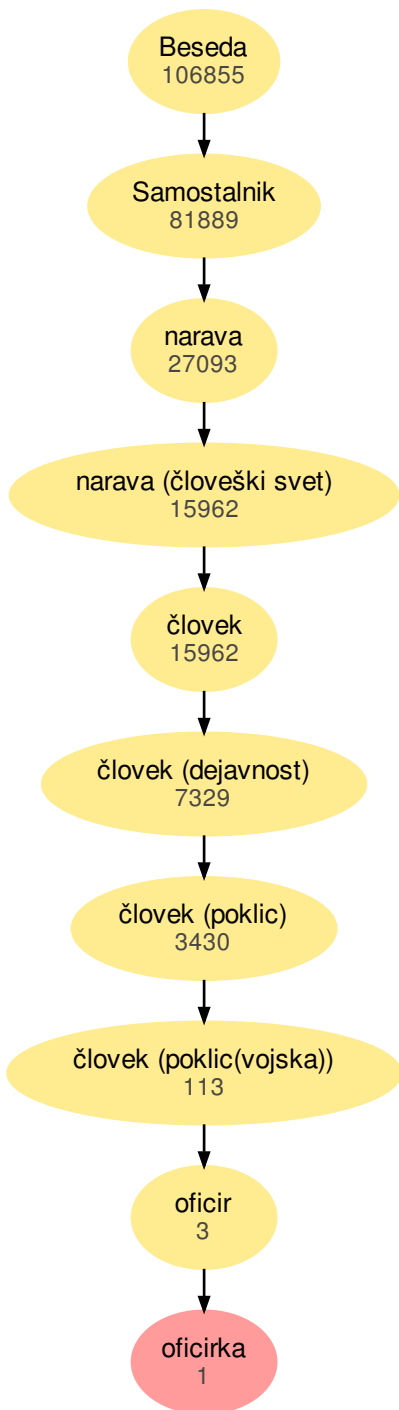 Beseda
106855
Samostalnik
81889
narava
27093
narava (človeški svet)
15962
človek
15962
človek (dejavnost)
7329
človek (poklic)
3430
človek (poklic(vojska))
113
oficir
3
oficirka
1